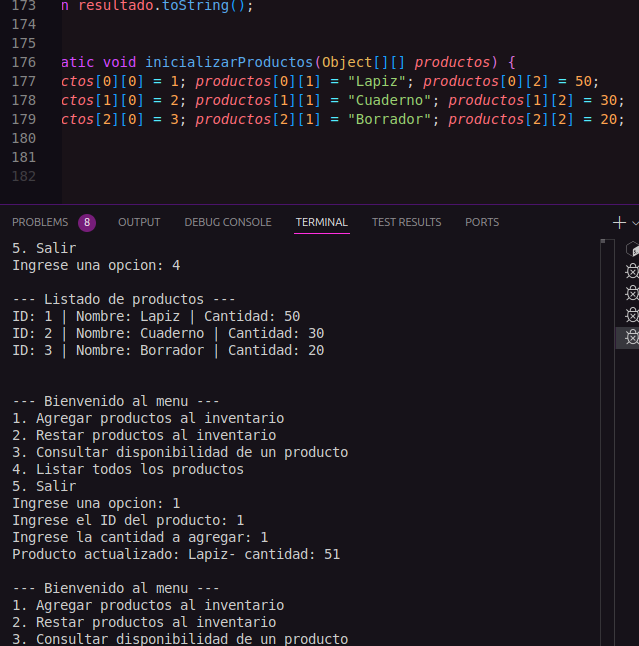 173 n resultado.toString();
174
175
176 atic void inicializarProductos(Object[][] productos) {
177 ctos[0][0] = 1; productos[0][1] = "Lapiz"; productos[0][2] = 50;
178 ctos[1][0] = 2; productos[1][1] = "Cuaderno"; productos[1][2] = 30;
179 ctos[2][0] = 3; productos[2][1] = "Borrador"; productos[2][2] = 20;
180
181
182
PROBLEMS 8 OUTPUT DEBUG CONSOLE TERMINAL TEST RESULTS PORTS
5. Salir
Ingrese una opcion: 4
--- Listado de productos ---
ID: 1 | Nombre: Lapiz | Cantidad: 50
ID: 2 | Nombre: Cuaderno | Cantidad: 30
ID: 3 | Nombre: Borrador | Cantidad: 20
--- Bienvenido al menu ---
1. Agregar productos al inventario
2. Restar productos al inventario
3. Consultar disponibilidad de un producto
4. Listar todos los productos
5. Salir
Ingrese una opcion: 1
Ingrese el ID del producto: 1
Ingrese la cantidad a agregar: 1
Producto actualizado: Lapiz- cantidad: 51
--- Bienvenido al menu ---
1. Agregar productos al inventario
2. Restar productos al inventario
3. Consultar disponibilidad de un producto